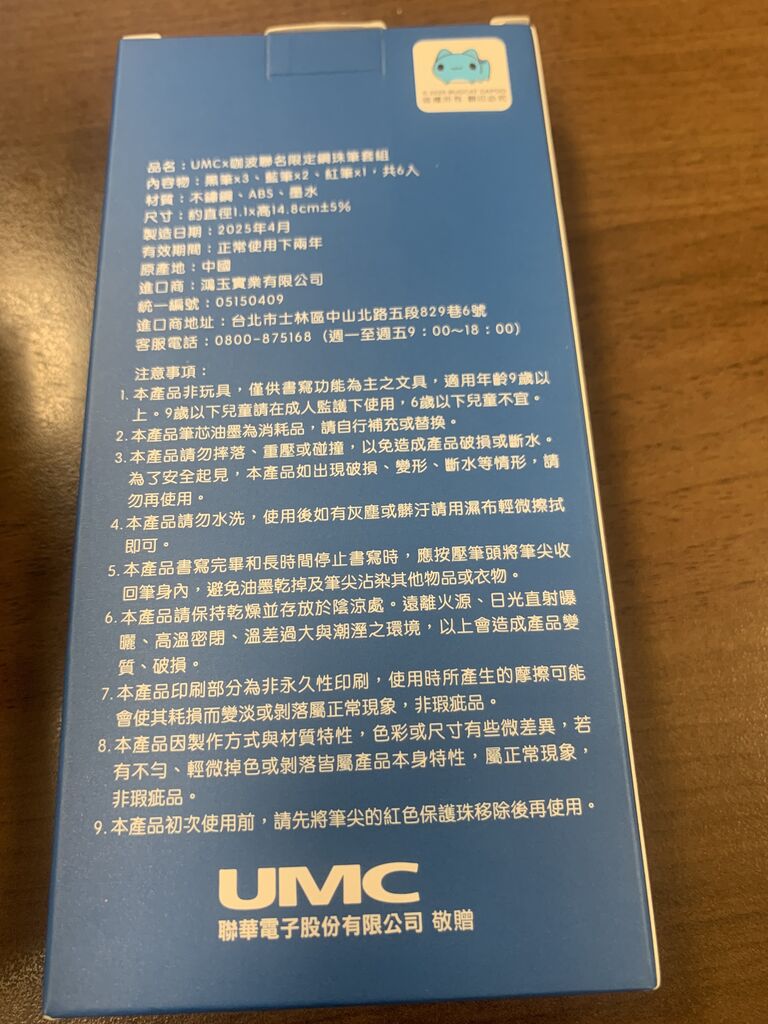 品名：UMCx咖波聯名限定鋼珠筆套組
內容物：黑筆x3、藍筆x2、紅筆x1，共6入
材質：不鏽鋼、ABS、墨水
尺寸：約直徑1.1x高14.8cm±5%
製造日期：2025年4月
有效期間：正常使用下兩年
原產地：中國
進口商：鴻玉實業有限公司
統一編號：05150409
進口商地址：台北市士林區中山北路五段829巷6號
客服電話：0800-875168（週一至週五9：00~18：00）
注意事項：
1. 本產品非玩具，僅供書寫功能為主之文具，適用年齡9歲以
上。9歲以下兒童請在成人監護下使用，6歲以下兒童不宜。
2. 本產品筆芯油墨為消耗品，請自行補充或替換。
3. 本產品請勿摔落、重壓或碰撞，以免造成產品破損或斷水。
為了安全起見，本產品如出現破損、變形、斷水等情形，請
勿再使用。
4. 本產品請勿水洗，使用後如有灰塵或髒汙請用濕布輕微擦拭
即可。
5. 本產品書寫完畢和長時間停止書寫時，應按壓筆頭將筆尖收
回筆身內，避免油墨乾掉及筆尖沾染其他物品或衣物。
6. 本產品請保持乾燥並存放於陰涼處。遠離火源、日光直射曝
曬、高溫密閉、溫差過大與潮溼之環境，以上會造成產品變
質、破損。
7. 本產品印刷部分為非永久性印刷，使用時所產生的摩擦可能
會使其耗損而變淡或剝落屬正常現象，非瑕疵品。
8. 本產品因製作方式與材質特性，色彩或尺寸有些微差異，若
有不勻、輕微掉色或剝落皆屬產品本身特性，屬正常現象，
非瑕疵品。
9. 本產品初次使用前，請先將筆尖的紅色保護珠移除後再使用。
UMC
聯華電子股份有限公司 敬贈